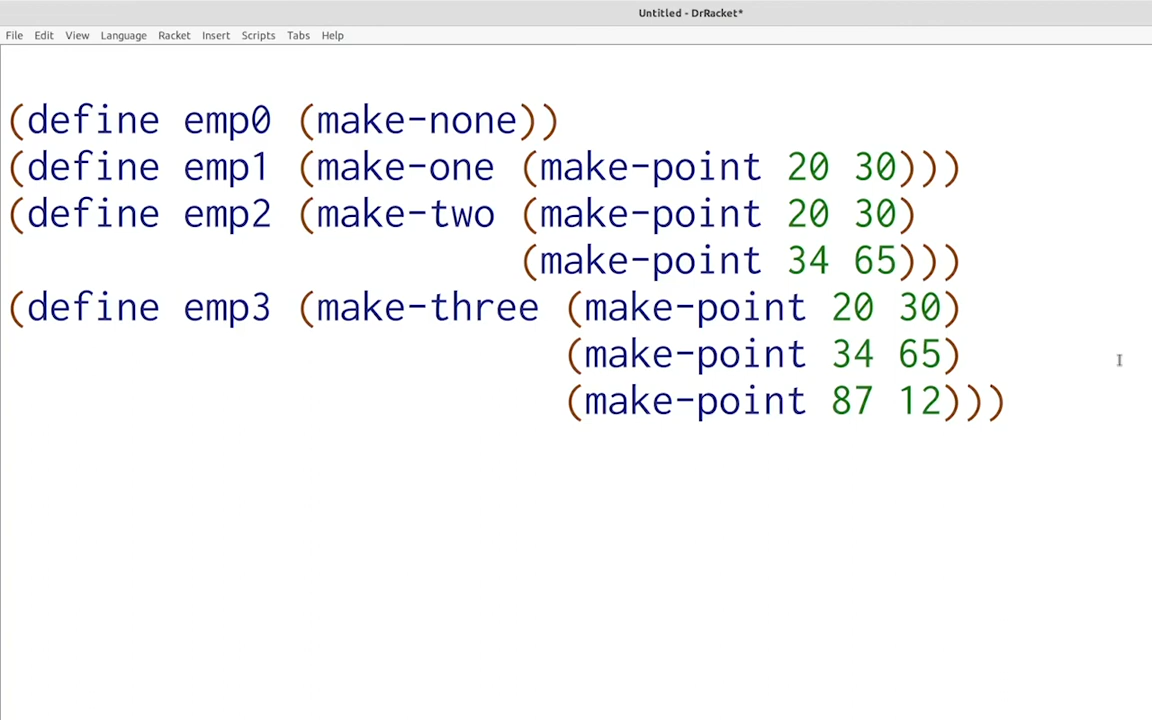 Untitled - DrRacket*
File Edit View Language Racket Insert Scripts Tabs Help
(define emp0 (make-none))
(define emp1 (make-one (make-point 20 30)))
(define emp2 (make-two (make-point 20 30)
(make-point 34 65)))
(define emp3 (make-three (make-point 20 30)
(make-point 34 65)
(make-point 87 12)))